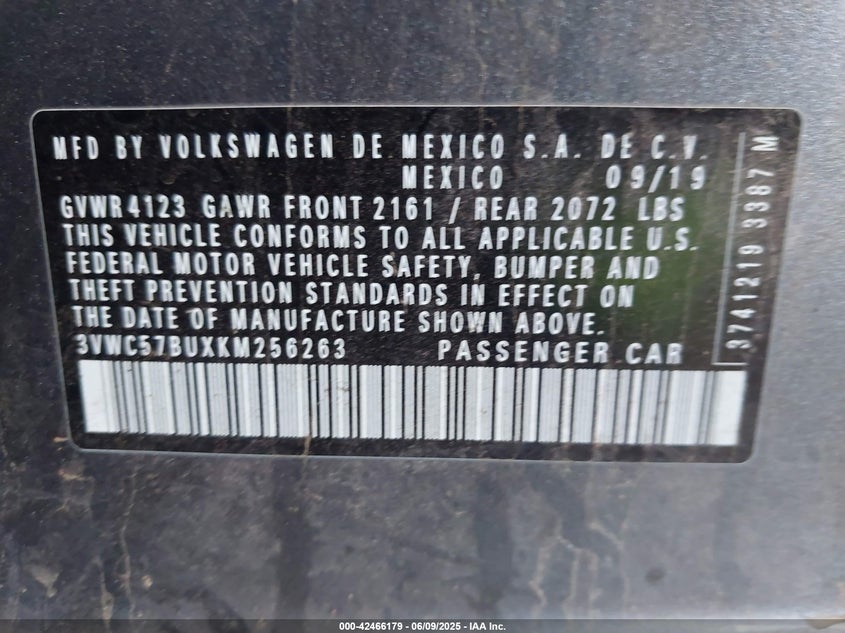 MFD BY VOLKSWAGEN DE MEXICO S.A. DE C.V.
MEXICO 09/19
GVWR 4123 GAWR FRONT 2161 / REAR 2072 LBS
THIS VEHICLE CONFORMS TO ALL APPLICABLE U.S.
FEDERAL MOTOR VEHICLE SAFETY, BUMPER AND
THEFT PREVENTION STANDARDS IN EFFECT ON
THE DATE OF MANUFACTURE SHOWN ABOVE.
3VWC57BUXKM256263 PASSENGER CAR
3741219 3387 M
000-42466179 - 06/09/2025 - IAA Inc.